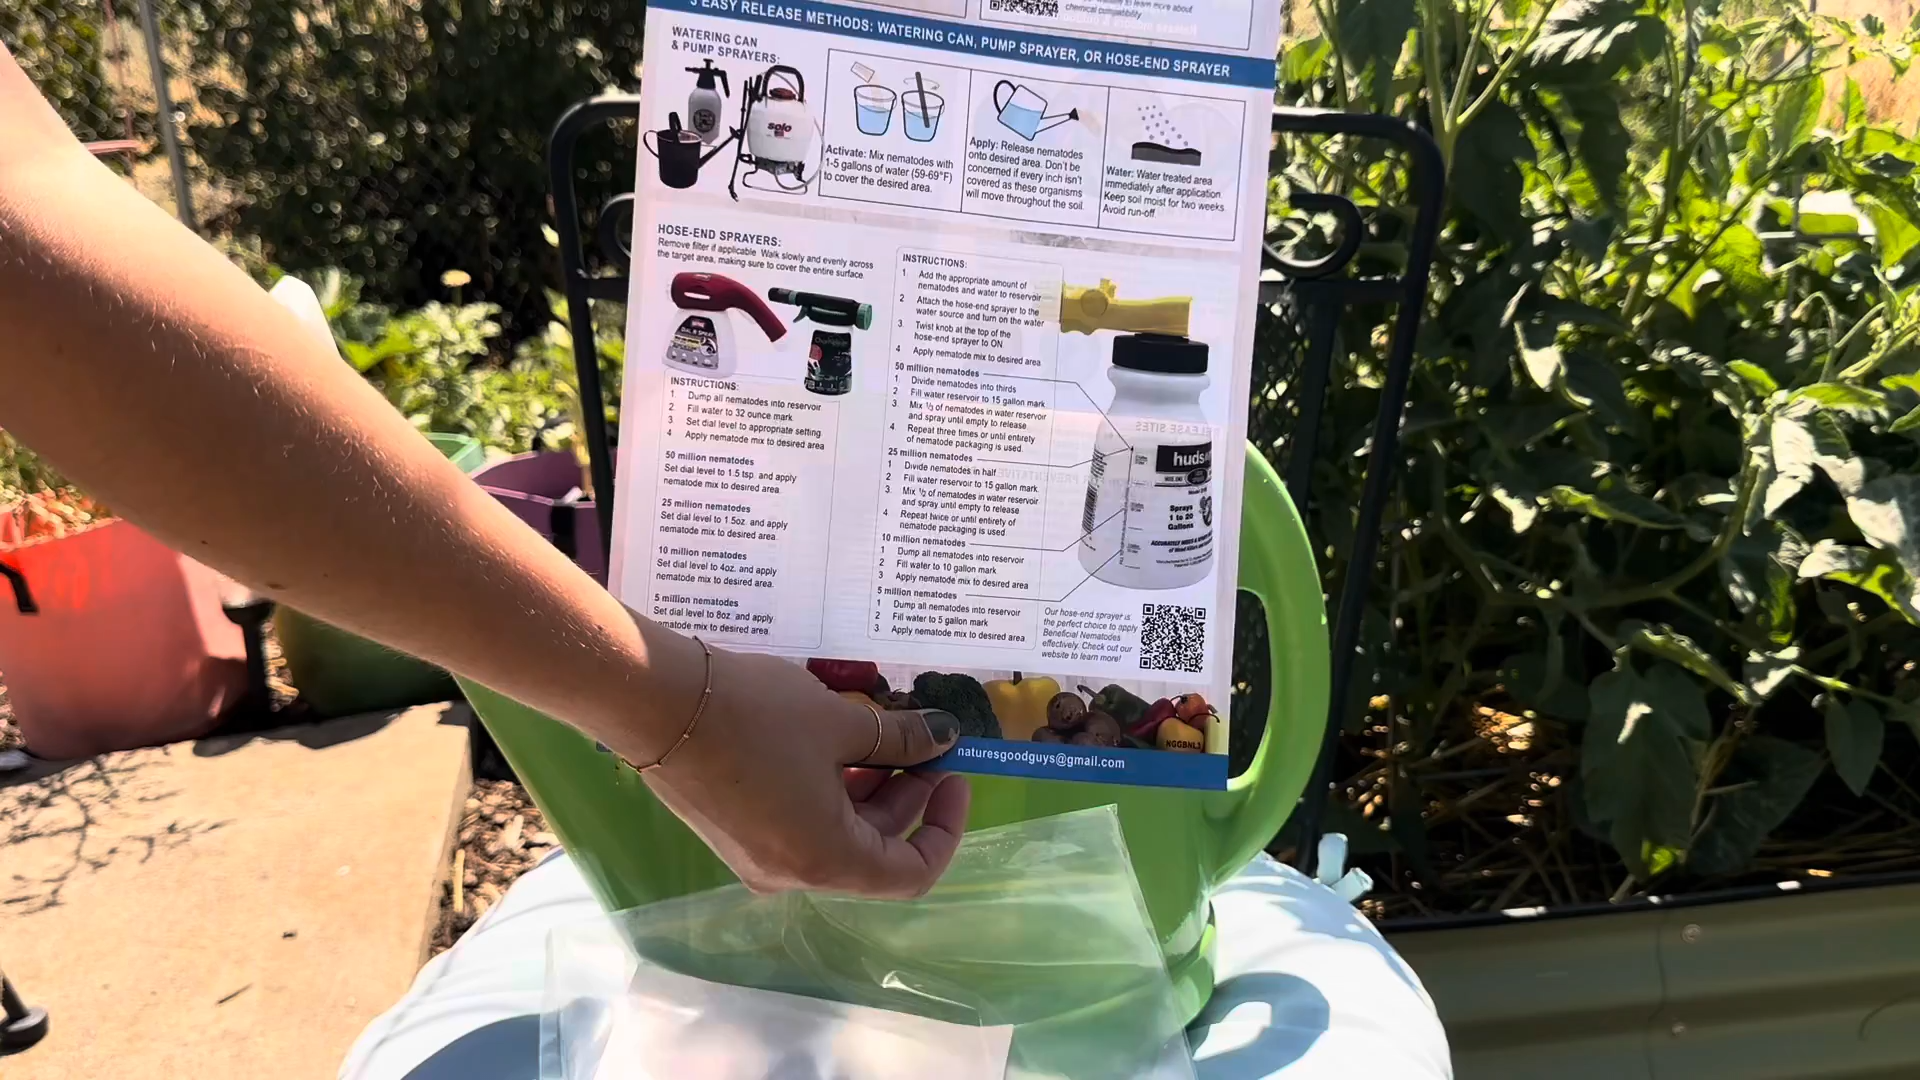 to learn more about
chemical compatibility
3 EASY RELEASE METHODS: WATERING CAN, PUMP SPRAYER, OR HOSE-END SPRAYER
WATERING CAN
& PUMP SPRAYERS:
solo
Activate: Mix nematodes with
1-5 gallons of water (59-69°F)
to cover the desired area.
Apply: Release nematodes
onto desired area. Don't be
concerned if every inch isn't
covered as these organisms
will move throughout the soil.
Water: Water treated area
immediately after application.
Keep soil moist for two weeks.
Avoid run-off
HOSE-END SPRAYERS:
Remove filter if applicable. Walk slowly and evenly across
the target area, making sure to cover the entire surface.
DIAL N SPRAY
INSTRUCTIONS:
1 Dump all nematodes into reservoir
2 Fill water to 32 ounce mark
3 Set dial level to appropriate setting
4 Apply nematode mix to desired area
50 million nematodes
Set dial level to 1.5 tsp. and apply
nematode mix to desired area.
25 million nematodes
Set dial level to 1.5oz. and apply
nematode mix to desired area.
10 million nematodes
Set dial level to 4oz. and apply
nematode mix to desired area.
5 million nematodes
Set dial level to 8oz. and apply
nematode mix to desired area.
INSTRUCTIONS:
1 Add the appropriate amount of
nematodes and water to reservoir
2 Attach the hose-end sprayer to the
water source and turn on the water
3. Twist knob at the top of the
hose-end sprayer to ON.
4 Apply nematode mix to desired area
50 million nematodes
1 Divide nematodes into thirds
2 Fill water reservoir to 15 gallon mark
3. Mix ⅓ of nematodes in water reservoir
and spray until empty to release
4. Repeat three times or until entirety
of nematode packaging is used.
25 million nematodes
1 Divide nematodes in half
2 Fill water reservoir to 15 gallon mark
3. Mix ½ of nematodes in water reservoir
and spray until empty to release
4 Repeat twice or until entirety of
nematode packaging is used
10 million nematodes
1 Dump all nematodes into reservoir
2 Fill water to 10 gallon mark
3 Apply nematode mix to desired area
5 million nematodes
1 Dump all nematodes into reservoir
2 Fill water to 5 gallon mark
3. Apply nematode mix to desired area
huds
Sprays
1 to 20
Gallons
Our hose-end sprayer is
the perfect choice to apply
Beneficial Nematodes
effectively. Check out our
website to learn more!
NGGBNL3
naturesgoodguys@gmail.com